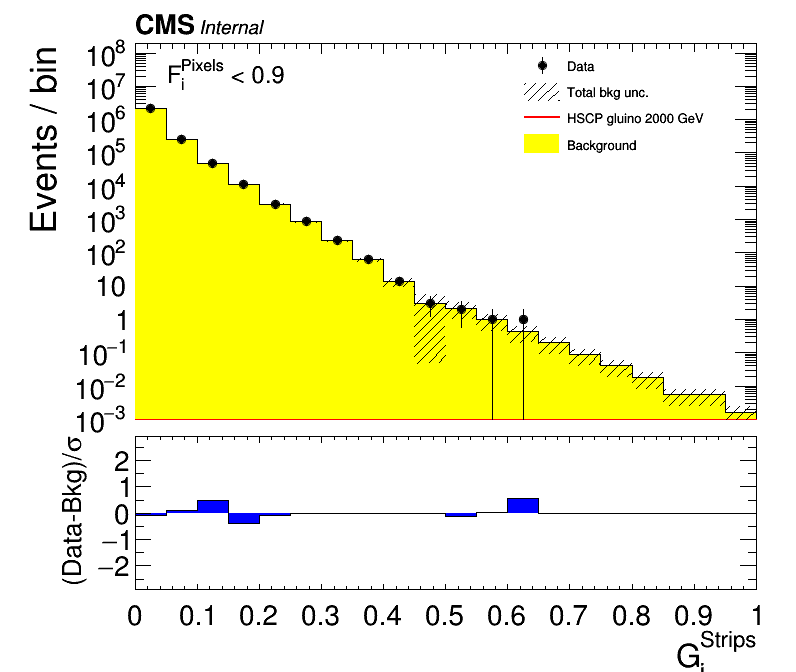 CMS Internal
F_i^Pixels < 0.9
Data
Total bkg unc.
HSCP gluino 2000 GeV
Background
Events / bin
10^8
10^7
10^6
10^5
10^4
10^3
10^2
10
1
10^−1
10^−2
10^−3
(Data-Bkg)/σ
2
1
0
−1
−2
0 0.1 0.2 0.3 0.4 0.5 0.6 0.7 0.8 0.9 1
G_i^Strips